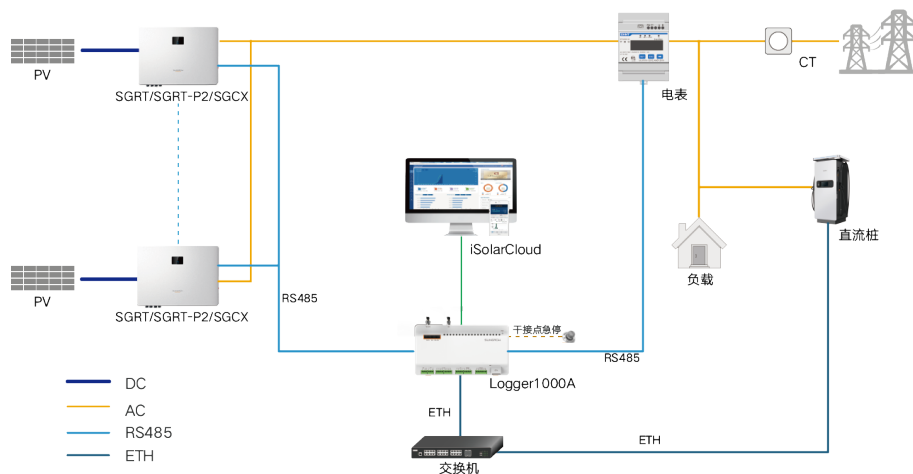 PV
SGRT/SGRT-P2/SGCX
电表
CT
iSolarCloud
直流桩
负载
PV
SGRT/SGRT-P2/SGCX
RS485
干接点急停
RS485
Logger1000A
DC
AC
RS485
ETH
ETH
ETH
交换机